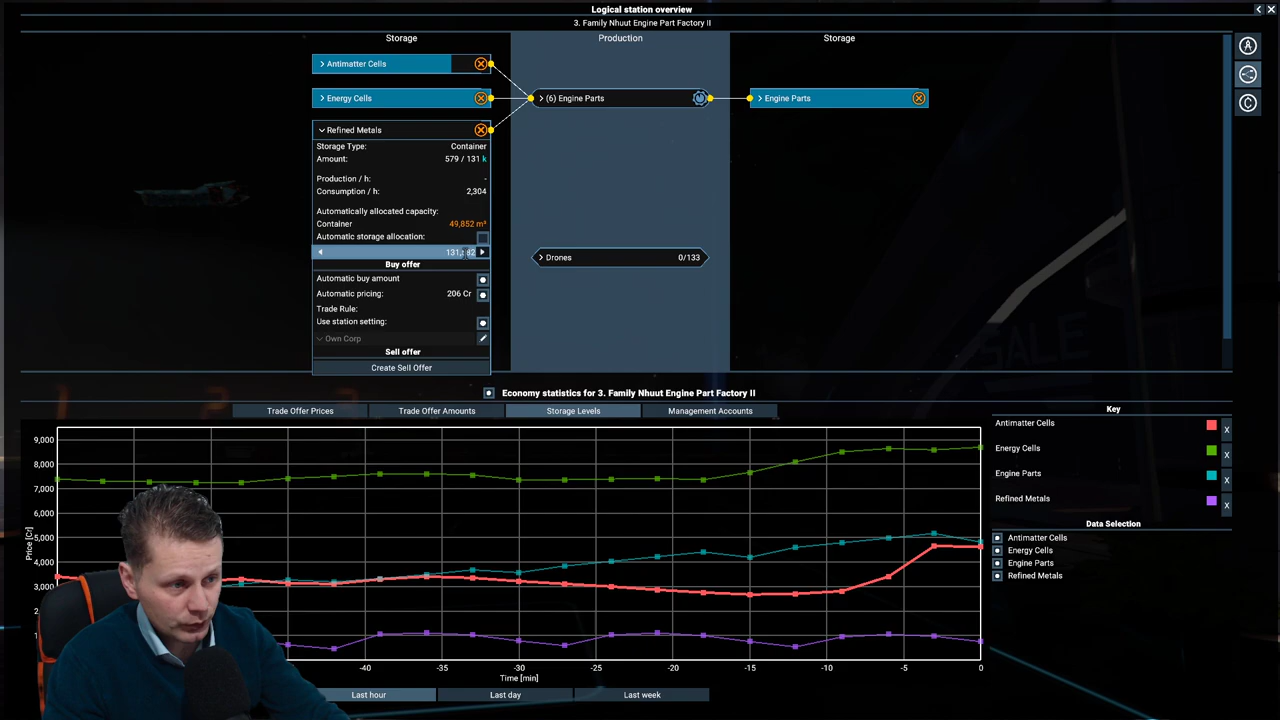 Logical station overview
3. Family Nhuut Engine Part Factory II
Storage
Production
Storage
Antimatter Cells
Energy Cells
(6) Engine Parts
Engine Parts
Refined Metals
Storage Type: Container
Amount: 579 / 131 k
Production / h: -
Consumption / h: 2,304
Automatically allocated capacity:
Container 49,852 m³
Automatic storage allocation:
Buy offer
Automatic buy amount
Automatic pricing: 206 Cr
Trade Rule:
Use station setting:
Own Corp
Sell offer
Create Sell Offer
Drones 0/133
SALE
Economy statistics for 3. Family Nhuut Engine Part Factory II
Trade Offer Prices
Trade Offer Amounts
Storage Levels
Management Accounts
Key
Antimatter Cells X
Energy Cells X
Engine Parts X
Refined Metals X
Data Selection
Antimatter Cells
Energy Cells
Engine Parts
Refined Metals
9,000
8,000
7,000
6,000
5,000
4,000
3,000
Price [Cr]
-40 -35 -30 -25 -20 -15 -10 -5 0
Time [min]
Last hour
Last day
Last week